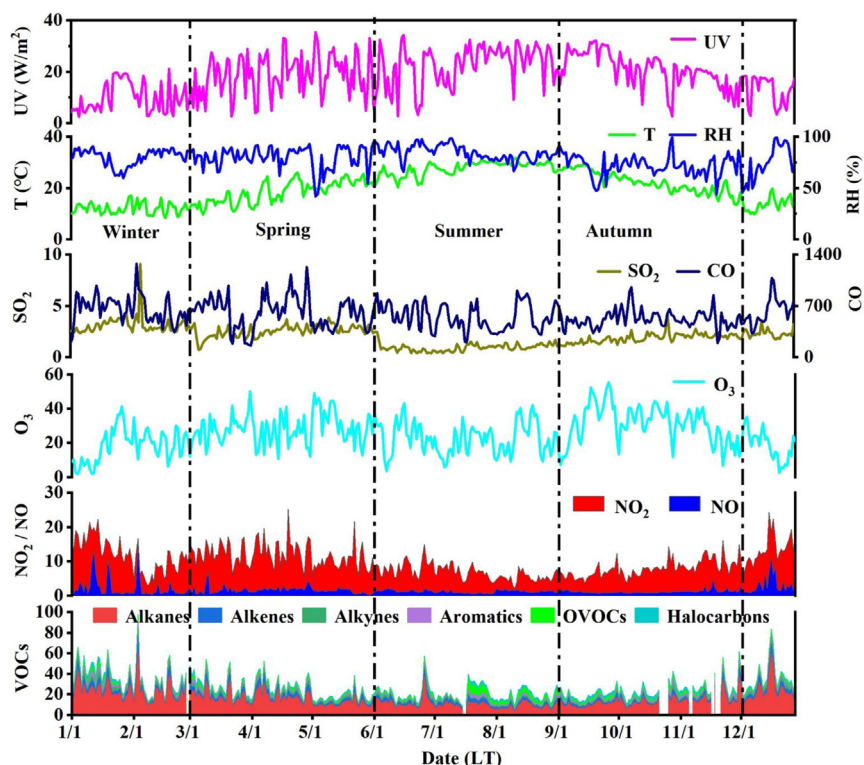 40
UV
20
UV (W/m²)
0
40
T
RH
100
20
50
T (°C)
RH (%)
0
0
Winter
Spring
Summer
Autumn
10
SO₂
CO
1400
5
700
SO₂
CO
0
0
60
O₃
40
20
O₃
0
30
NO₂
NO
20
10
NO₂ / NO
0
100
Alkanes Alkenes Alkynes Aromatics OVOCs Halocarbons
80
60
40
20
VOCs
0
1/1 2/1 3/1 4/1 5/1 6/1 7/1 8/1 9/1 10/1 11/1 12/1
Date (LT)